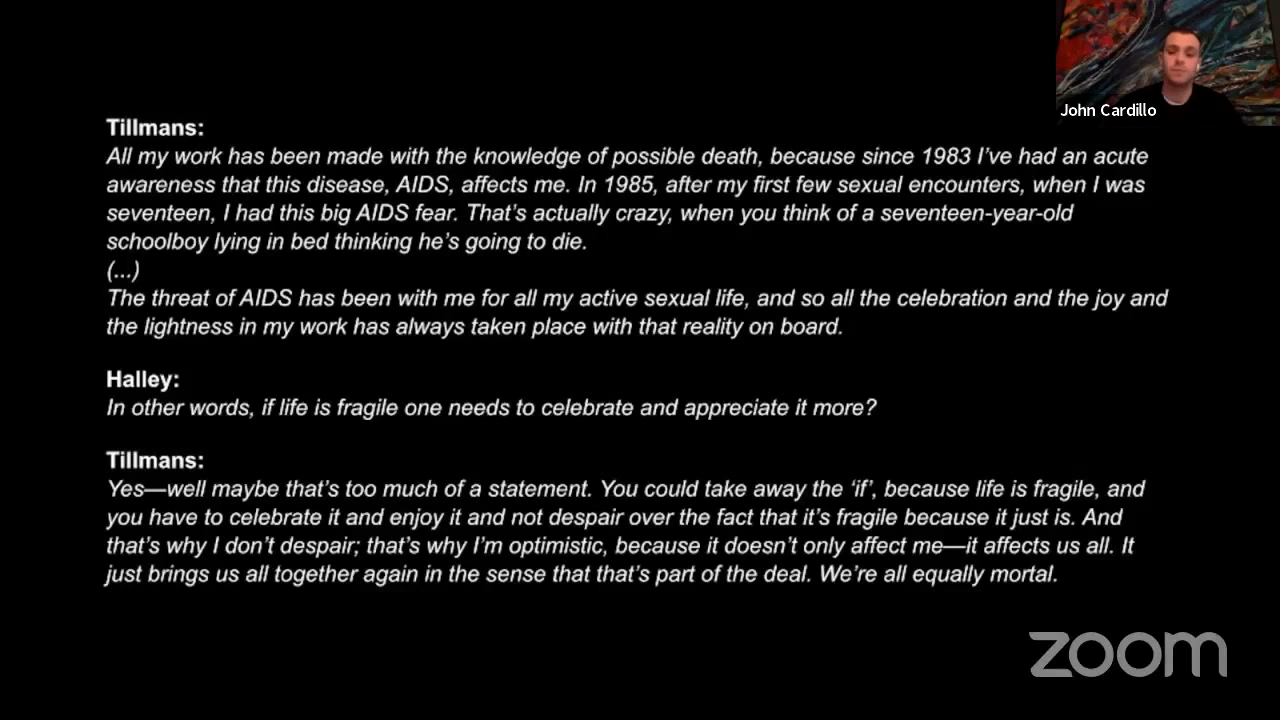 John Cardillo
Tillmans:
All my work has been made with the knowledge of possible death, because since 1983 I’ve had an acute
awareness that this disease, AIDS, affects me. In 1985, after my first few sexual encounters, when I was
seventeen, I had this big AIDS fear. That’s actually crazy, when you think of a seventeen-year-old
schoolboy lying in bed thinking he’s going to die.
(...)
The threat of AIDS has been with me for all my active sexual life, and so all the celebration and the joy and
the lightness in my work has always taken place with that reality on board.
Halley:
In other words, if life is fragile one needs to celebrate and appreciate it more?
Tillmans:
Yes—well maybe that’s too much of a statement. You could take away the ‘if’, because life is fragile, and
you have to celebrate it and enjoy it and not despair over the fact that it’s fragile because it just is. And
that’s why I don’t despair; that’s why I’m optimistic, because it doesn’t only affect me—it affects us all. It
just brings us all together again in the sense that that’s part of the deal. We’re all equally mortal.
zoom